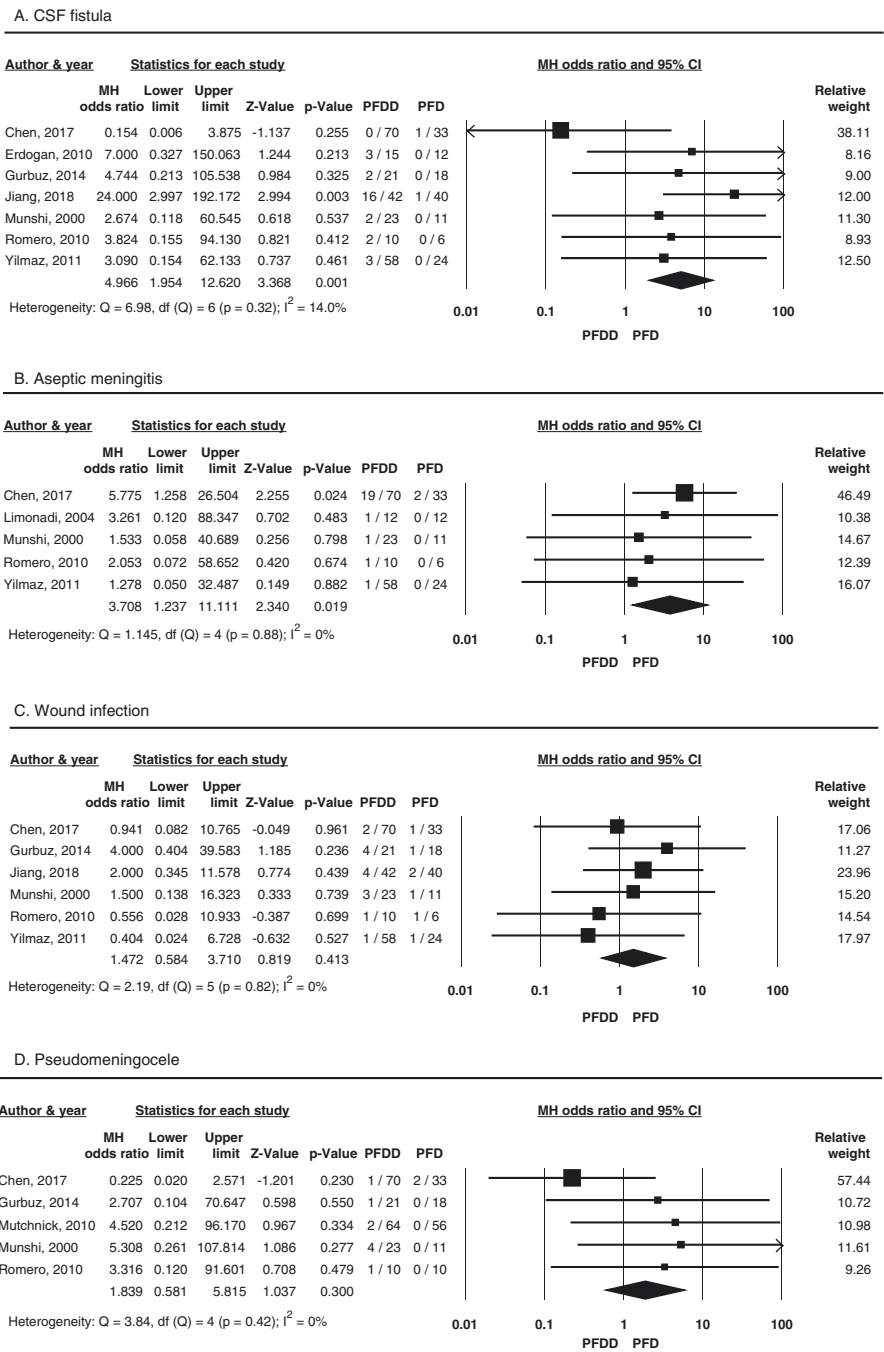 A. CSF fistula
Author & year Statistics for each study MH odds ratio and 95% CI
MH Lower Upper Relative
odds ratio limit limit Z-Value p-Value PFDD PFD weight
Chen, 2017 0.154 0.006 3.875 -1.137 0.255 0 / 70 1 / 33 38.11
Erdogan, 2010 7.000 0.327 150.063 1.244 0.213 3 / 15 0 / 12 8.16
Gurbuz, 2014 4.744 0.213 105.538 0.984 0.325 2 / 21 0 / 18 9.00
Jiang, 2018 24.000 2.997 192.172 2.994 0.003 16 / 42 1 / 40 12.00
Munshi, 2000 2.674 0.118 60.545 0.618 0.537 2 / 23 0 / 11 11.30
Romero, 2010 3.824 0.155 94.130 0.821 0.412 2 / 10 0 / 6 8.93
Yilmaz, 2011 3.090 0.154 62.133 0.737 0.461 3 / 58 0 / 24 12.50
4.966 1.954 12.620 3.368 0.001
Heterogeneity: Q = 6.98, df (Q) = 6 (p = 0.32); I2 = 14.0%
0.01 0.1 1 10 100
PFDD PFD
B. Aseptic meningitis
Author & year Statistics for each study MH odds ratio and 95% CI
MH Lower Upper Relative
odds ratio limit limit Z-Value p-Value PFDD PFD weight
Chen, 2017 5.775 1.258 26.504 2.255 0.024 19 / 70 2 / 33 46.49
Limonadi, 2004 3.261 0.120 88.347 0.702 0.483 1 / 12 0 / 12 10.38
Munshi, 2000 1.533 0.058 40.689 0.256 0.798 1 / 23 0 / 11 14.67
Romero, 2010 2.053 0.072 58.652 0.420 0.674 1 / 10 0 / 6 12.39
Yilmaz, 2011 1.278 0.050 32.487 0.149 0.882 1 / 58 0 / 24 16.07
3.708 1.237 11.111 2.340 0.019
Heterogeneity: Q = 1.145, df (Q) = 4 (p = 0.88); I2 = 0%
0.01 0.1 1 10 100
PFDD PFD
C. Wound infection
Author & year Statistics for each study MH odds ratio and 95% CI
MH Lower Upper Relative
odds ratio limit limit Z-Value p-Value PFDD PFD weight
Chen, 2017 0.941 0.082 10.765 -0.049 0.961 2 / 70 1 / 33 17.06
Gurbuz, 2014 4.000 0.404 39.583 1.185 0.236 4 / 21 1 / 18 11.27
Jiang, 2018 2.000 0.345 11.578 0.774 0.439 4 / 42 2 / 40 23.96
Munshi, 2000 1.500 0.138 16.323 0.333 0.739 3 / 23 1 / 11 15.20
Romero, 2010 0.556 0.028 10.933 -0.387 0.699 1 / 10 1 / 6 14.54
Yilmaz, 2011 0.404 0.024 6.728 -0.632 0.527 1 / 58 1 / 24 17.97
1.472 0.584 3.710 0.819 0.413
Heterogeneity: Q = 2.19, df (Q) = 5 (p = 0.82); I2 = 0%
0.01 0.1 1 10 100
PFDD PFD
D. Pseudomeningocele
Author & year Statistics for each study MH odds ratio and 95% CI
MH Lower Upper Relative
odds ratio limit limit Z-Value p-Value PFDD PFD weight
Chen, 2017 0.225 0.020 2.571 -1.201 0.230 1 / 70 2 / 33 57.44
Gurbuz, 2014 2.707 0.104 70.647 0.598 0.550 1 / 21 0 / 18 10.72
Mutchnick, 2010 4.520 0.212 96.170 0.967 0.334 2 / 64 0 / 56 10.98
Munshi, 2000 5.308 0.261 107.814 1.086 0.277 4 / 23 0 / 11 11.61
Romero, 2010 3.316 0.120 91.601 0.708 0.479 1 / 10 0 / 10 9.26
1.839 0.581 5.815 1.037 0.300
Heterogeneity: Q = 3.84, df (Q) = 4 (p = 0.42); I2 = 0%
0.01 0.1 1 10 100
PFDD PFD